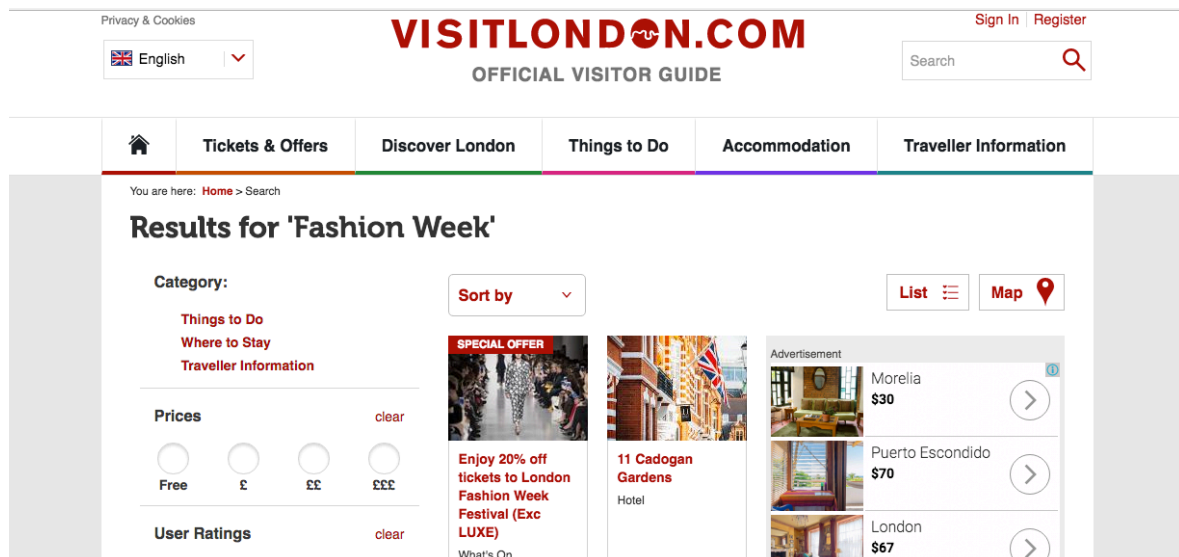 Privacy & Cookies
Sign In
Register
English
VISITLONDON.COM
OFFICIAL VISITOR GUIDE
Search
Tickets & Offers
Discover London
Things to Do
Accommodation
Traveller Information
You are here: Home > Search
Results for 'Fashion Week'
Category:
Things to Do
Where to Stay
Traveller Information
Prices
clear
Free
£
££
£££
User Ratings
clear
Sort by
List
Map
SPECIAL OFFER
Enjoy 20% off
tickets to London
Fashion Week
Festival (Exc
LUXE)
What's On
11 Cadogan
Gardens
Hotel
Advertisement
Morelia
$30
Puerto Escondido
$70
London
$67